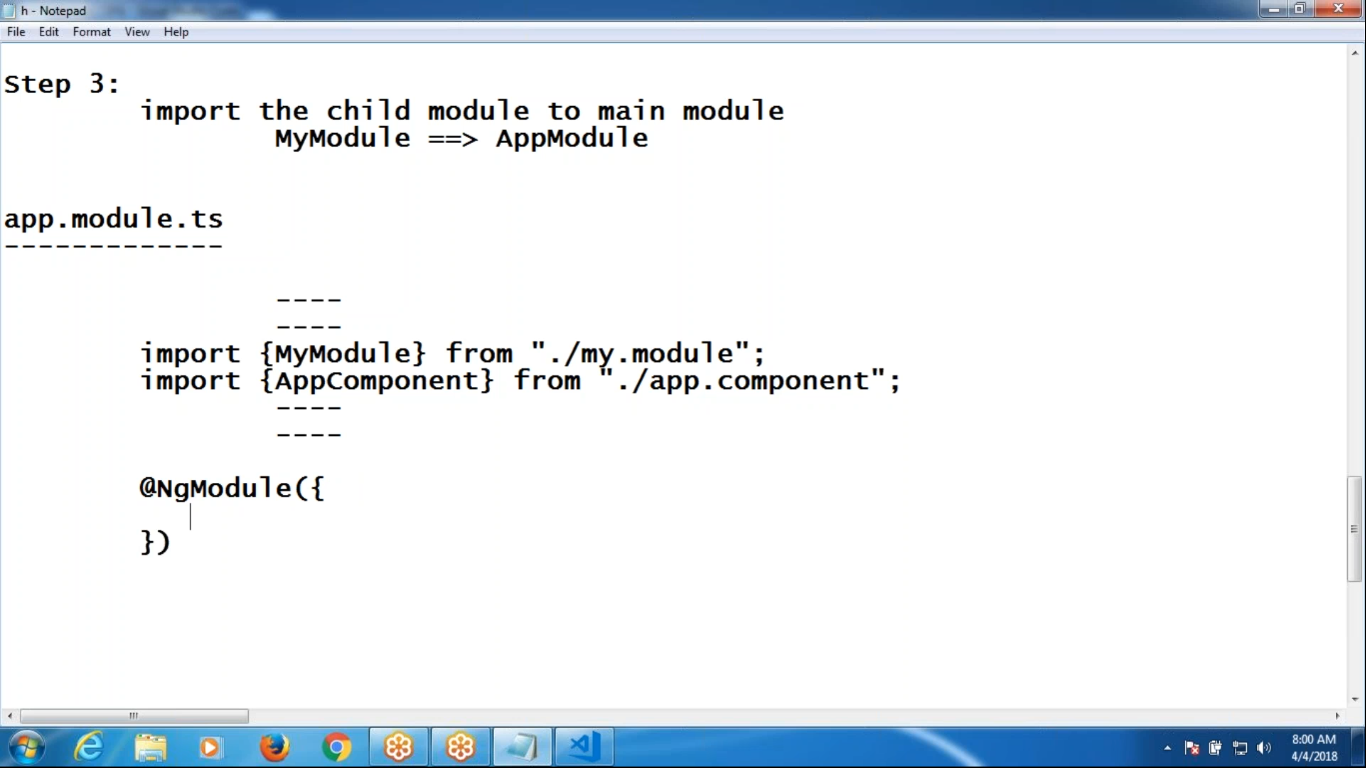 h - Notepad
File Edit Format View Help
Step 3:
import the child module to main module
MyModule ==> AppModule
app.module.ts
-------------
----
----
import {MyModule} from "./my.module";
import {AppComponent} from "./app.component";
----
----
@NgModule({
})
8:00 AM
4/4/2018